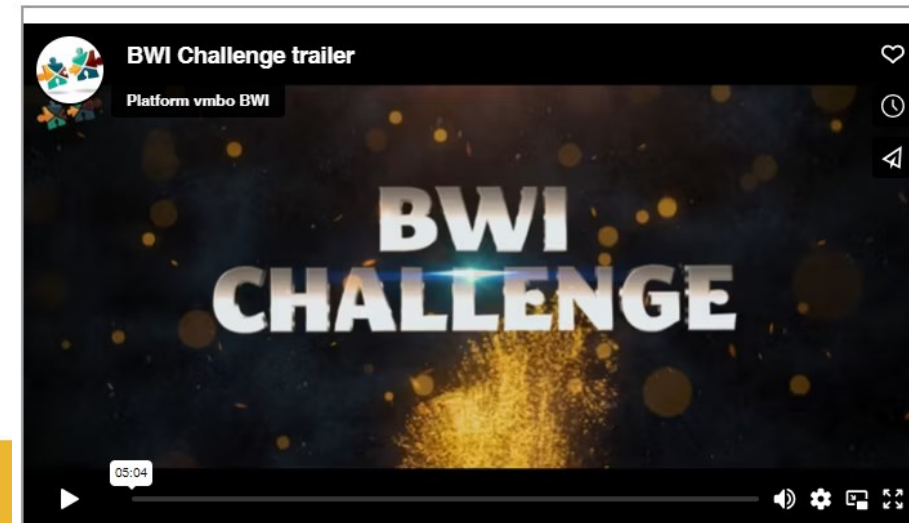 BWI Challenge trailer
Platform vmbo BWI
BWI
CHALLENGE
05:04